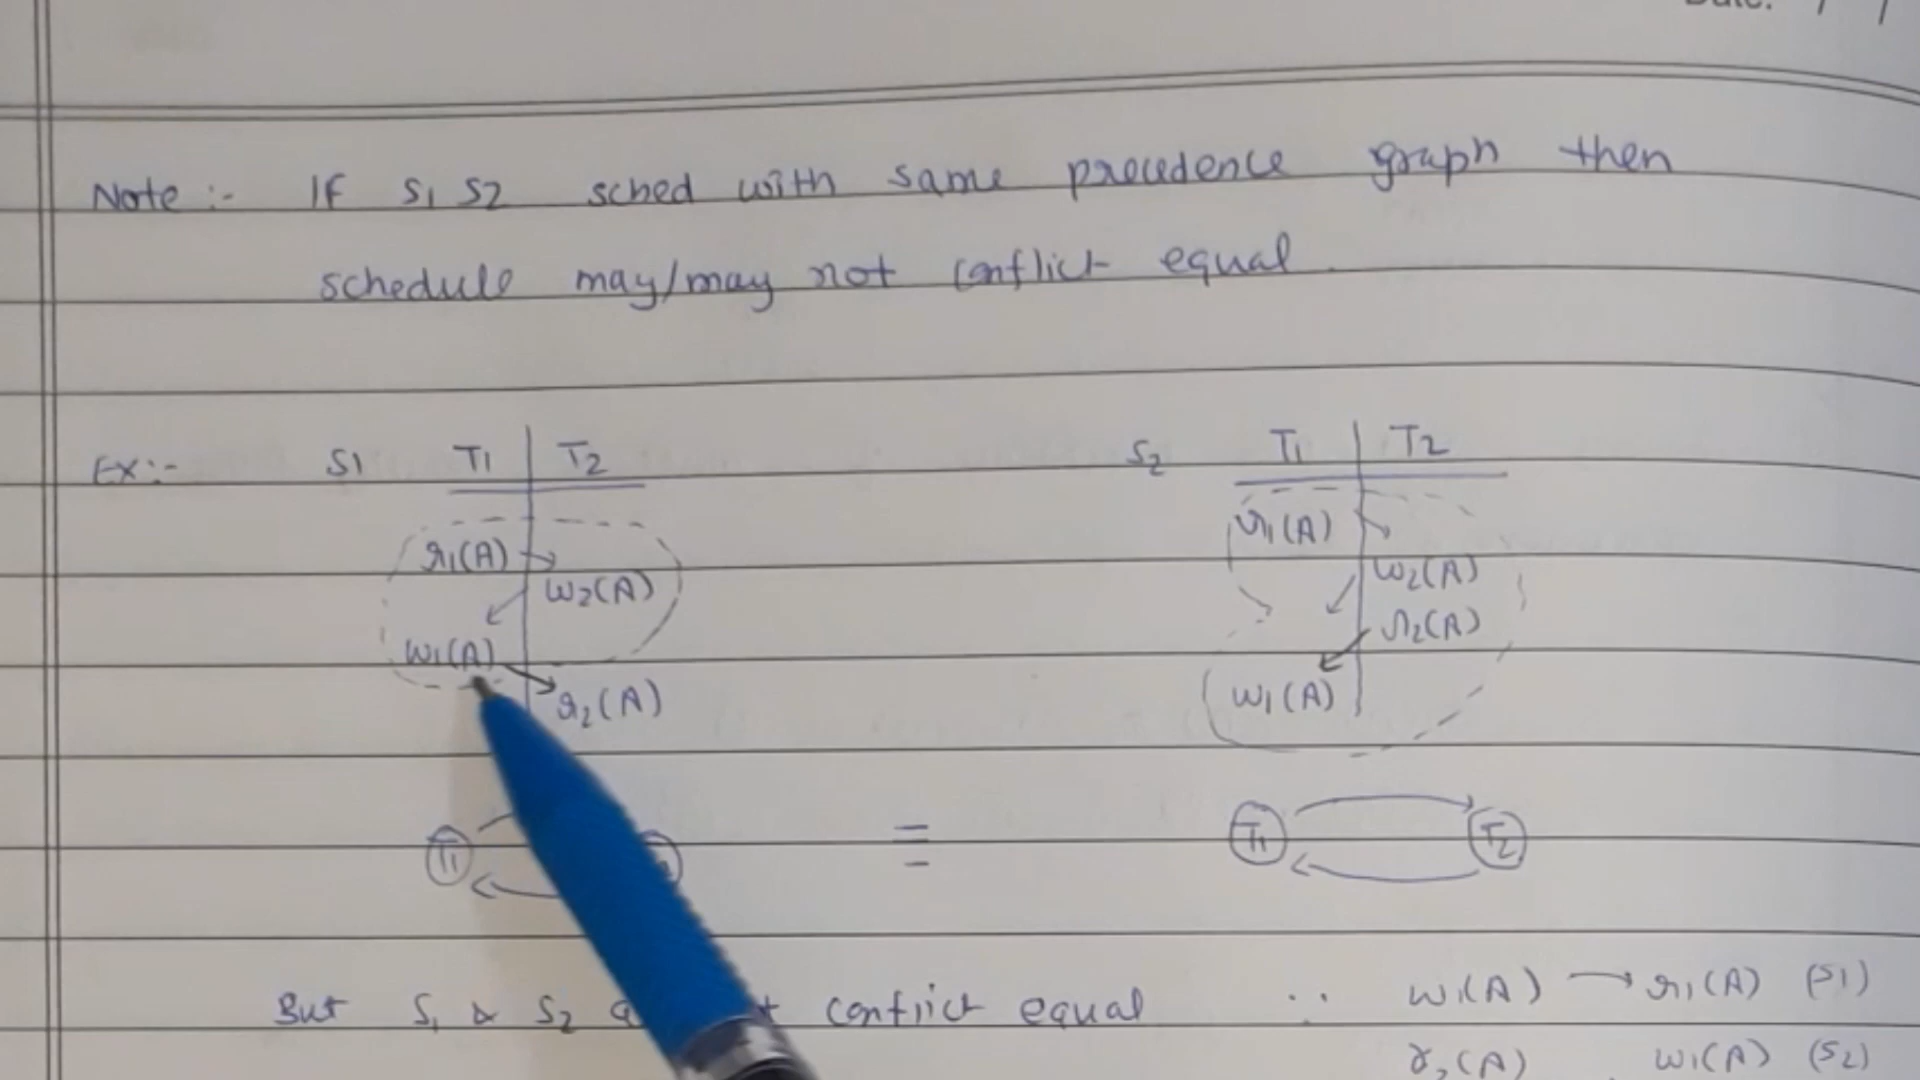 Date: / /
Note :- If S1 S2 sched with same precedence graph then
schedule may/may not conflict equal.
Ex:- S1 T1 T2 S2 T1 T2
r1(A) r1(A)
w2(A) w2(A)
r2(A)
w1(A) w1(A)
r2(A)
T1 = T1 T2
But S1 & S2 conflict equal ∵ w1(A) → r1(A) (S1)
r2(A) w1(A) (S2)